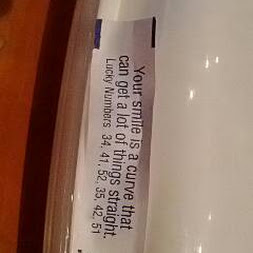 Your smile is a curve that
can get a lot of things straight.
Lucky Numbers 34, 41, 52, 35, 42, 51